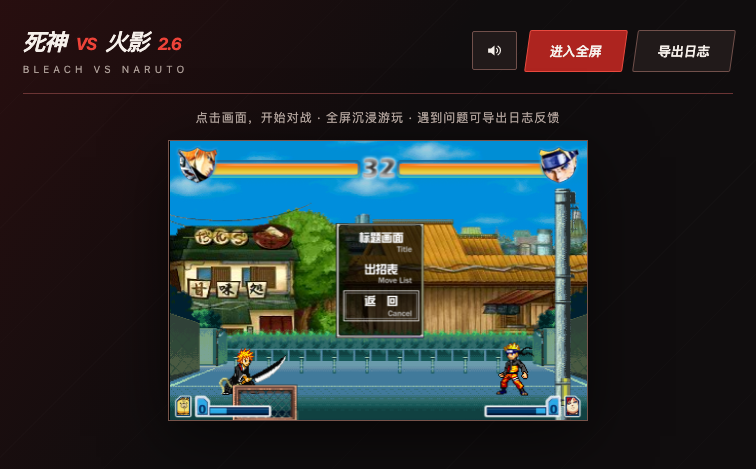 死神 VS 火影 2.6
BLEACH VS NARUTO
进入全屏
导出日志
点击画面，开始对战 · 全屏沉浸游玩 · 遇到问题可导出日志反馈
32
标题画面
Title
出招表
Move List
返 回
Cancel
甘 味 处
0
0